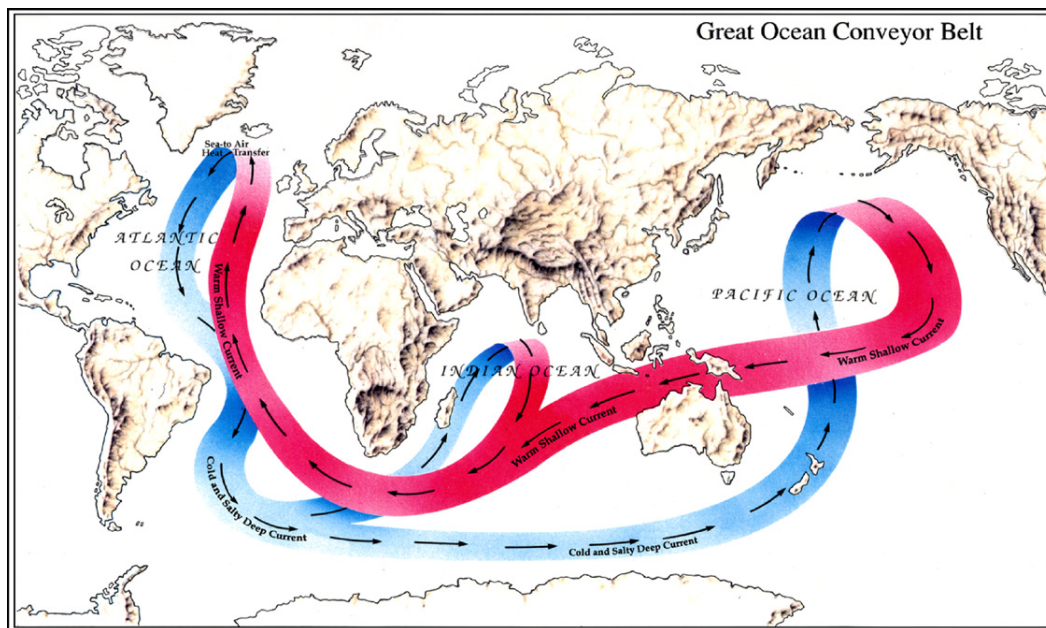 Great Ocean Conveyor Belt
Sea-to Air
Heat Transfer
ATLANTIC
OCEAN
PACIFIC OCEAN
Warm Shallow Current
Warm Shallow Current
INDIAN OCEAN
Warm Shallow Current
Cold and Salty Deep Current
Cold and Salty Deep Current